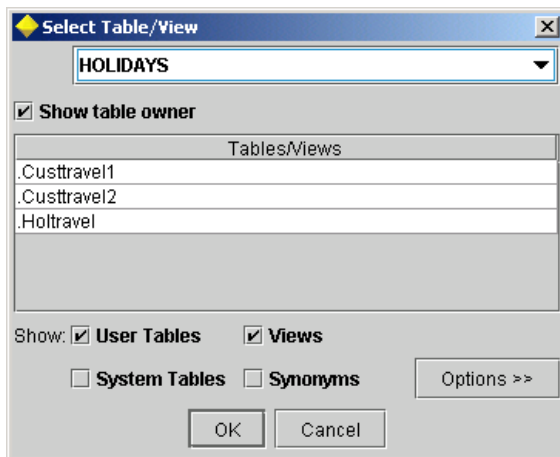 Select Table/View
HOLIDAYS
Show table owner
Tables/Views
.Custtravel1
.Custtravel2
.Holtravel
Show: User Tables Views
System Tables Synonyms Options >>
OK Cancel